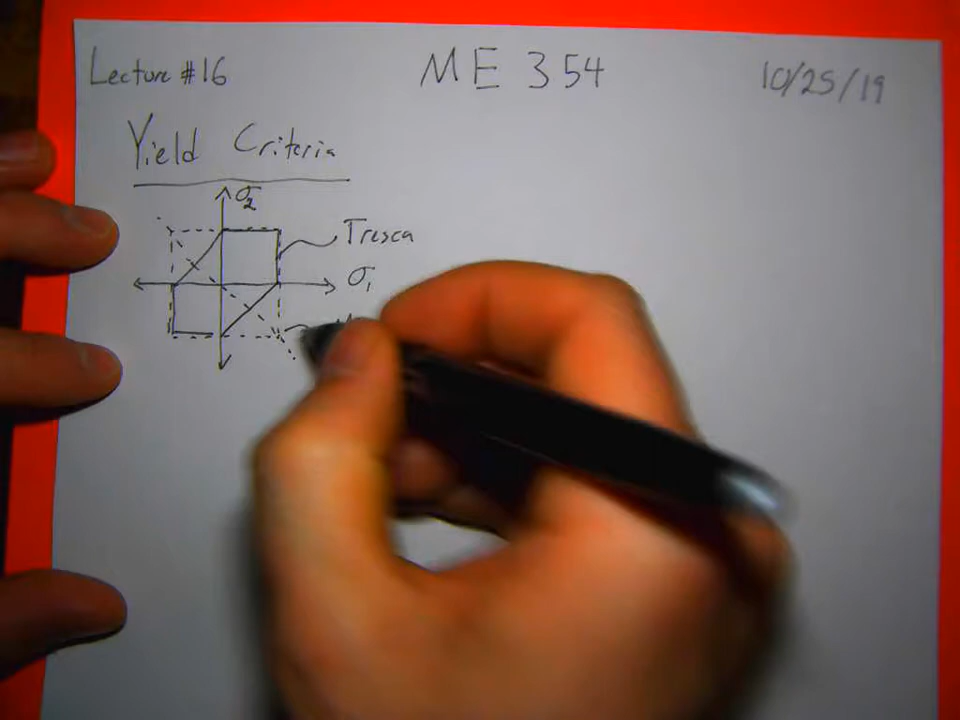 Lecture #16
ME 354
10/25/19
Yield Criteria
σ₂
Tresca
σ₁